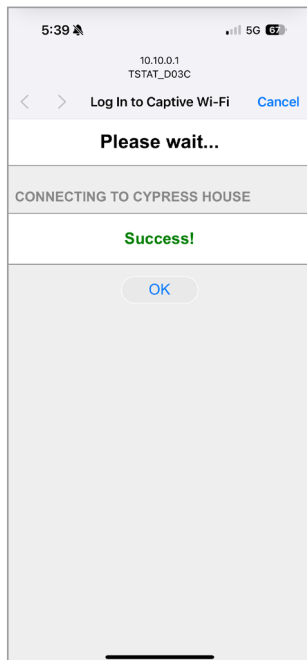 5:39
5G 67
10.10.0.1
TSTAT_D03C
Log In to Captive Wi-Fi Cancel
Please wait...
CONNECTING TO CYPRESS HOUSE
Success!
OK